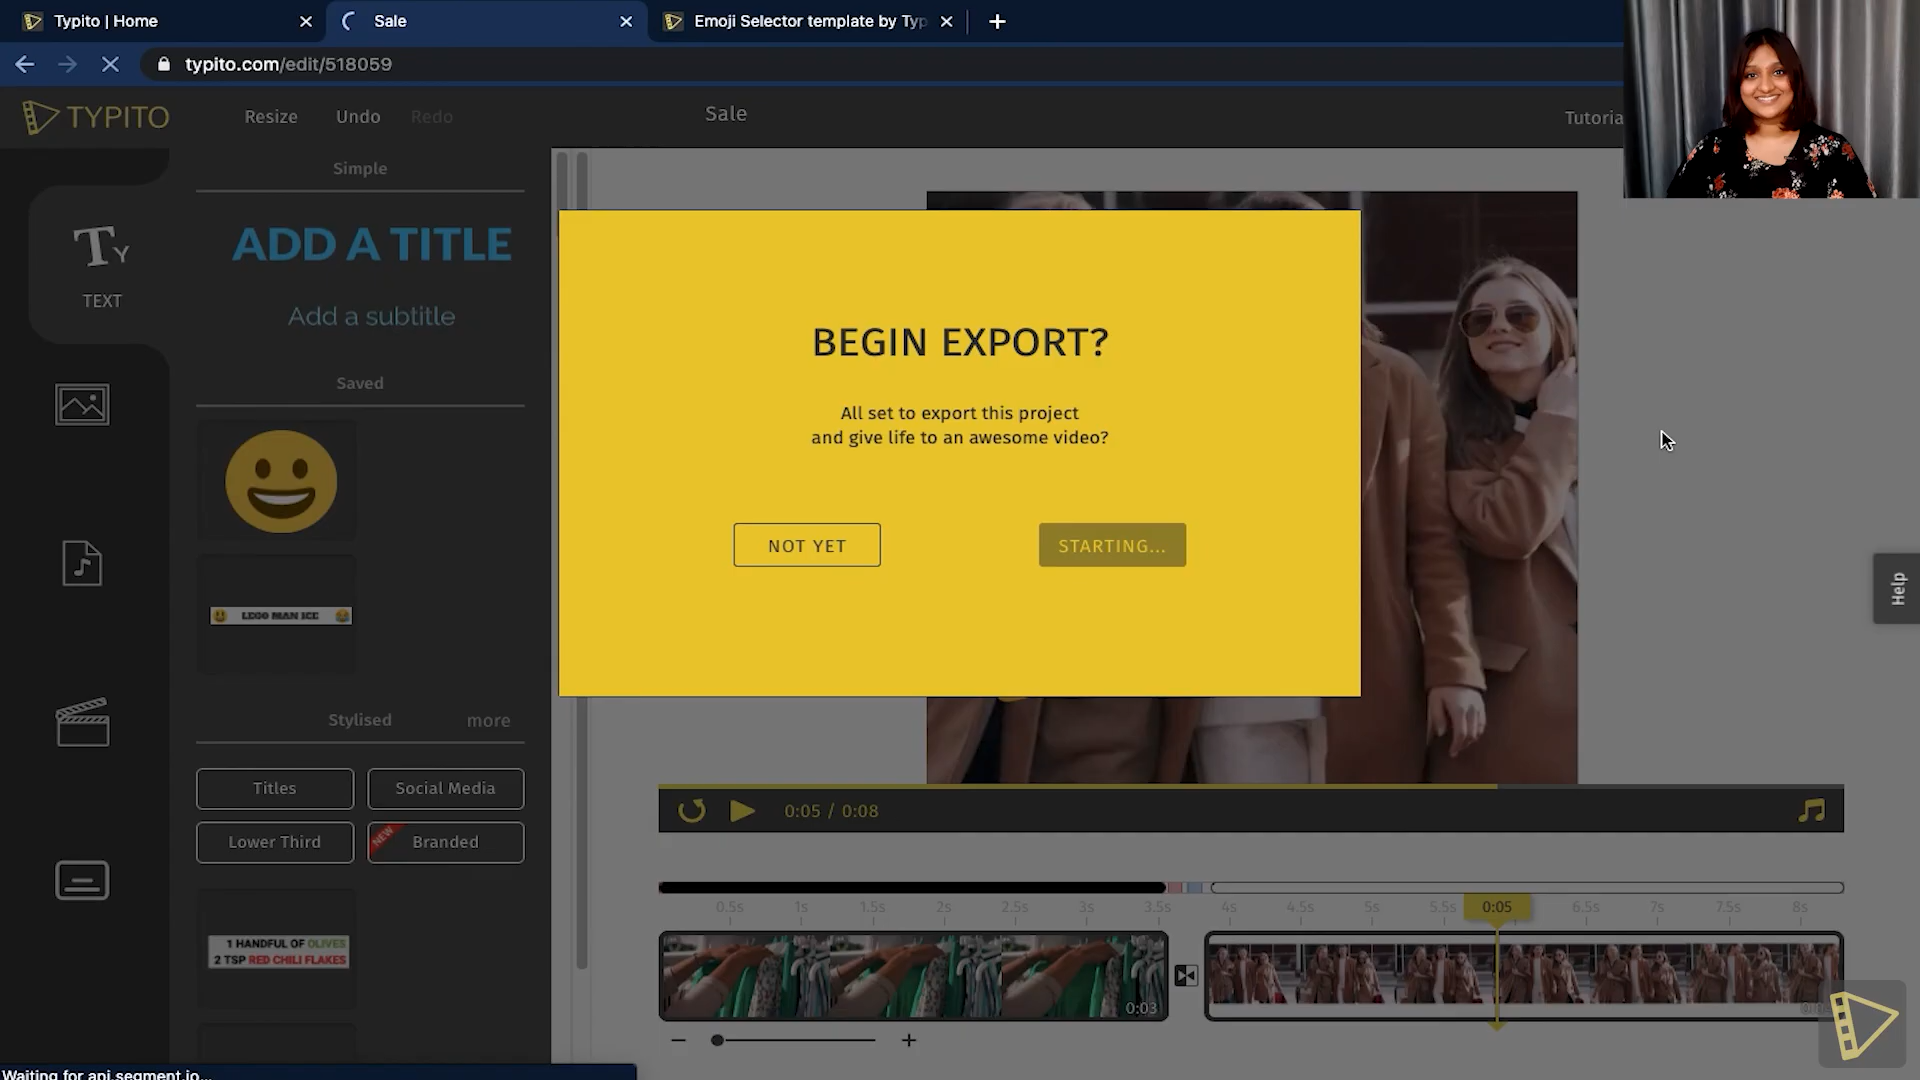 Typito | Home
Sale
Emoji Selector template by Typ
typito.com/edit/518059
TYPITO
Resize
Undo
Redo
Sale
Tutoria
Simple
ADD A TITLE
Add a subtitle
TEXT
Saved
LEGO MAN ICE
Stylised
more
Titles
Social Media
Lower Third
NEW
Branded
1 HANDFUL OF OLIVES
2 TSP RED CHILI FLAKES
BEGIN EXPORT?
All set to export this project
and give life to an awesome video?
NOT YET
STARTING...
Help
0:05 / 0:08
0.5s
1s
1.5s
2s
2.5s
3s
3.5s
4s
4.5s
5s
5.5s
0:05
6.5s
7s
7.5s
8s
0:03
Waiting for api.segment.io...